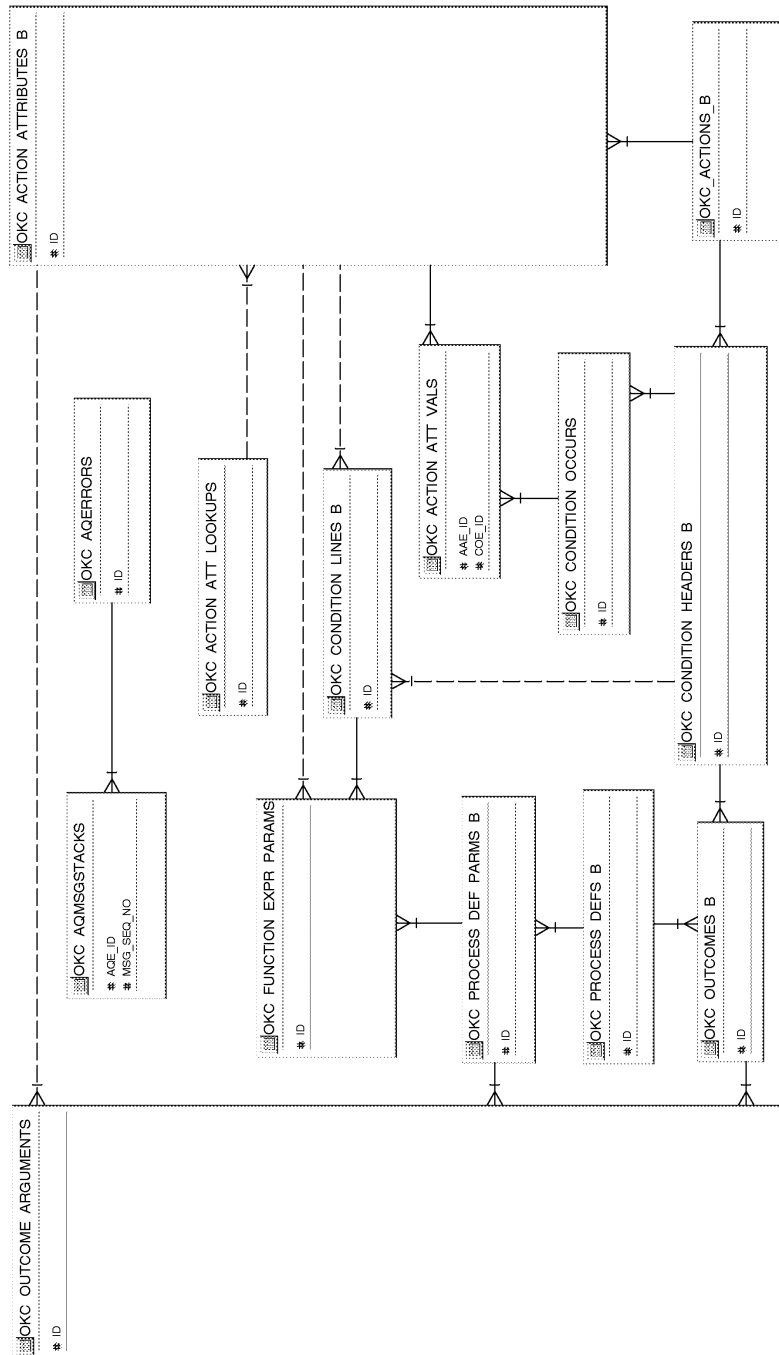 OKC ACTION ATTRIBUTES B
# ID
OKC_ACTIONS_B
# ID
OKC AQERRORS
# ID
OKC ACTION ATT LOOKUPS
# ID
OKC CONDITION LINES B
# ID
OKC ACTION ATT VALS
# AAE_ID
# COE_ID
OKC CONDITION OCCURS
# ID
OKC CONDITION HEADERS B
# ID
OKC AQMSGSTACKS
# AQE_ID
# MSG_SEQ_NO
OKC FUNCTION EXPR PARAMS
# ID
OKC PROCESS DEF PARMS B
# ID
OKC PROCESS DEFS B
# ID
OKC OUTCOMES B
# ID
OKC OUTCOME ARGUMENTS
# ID